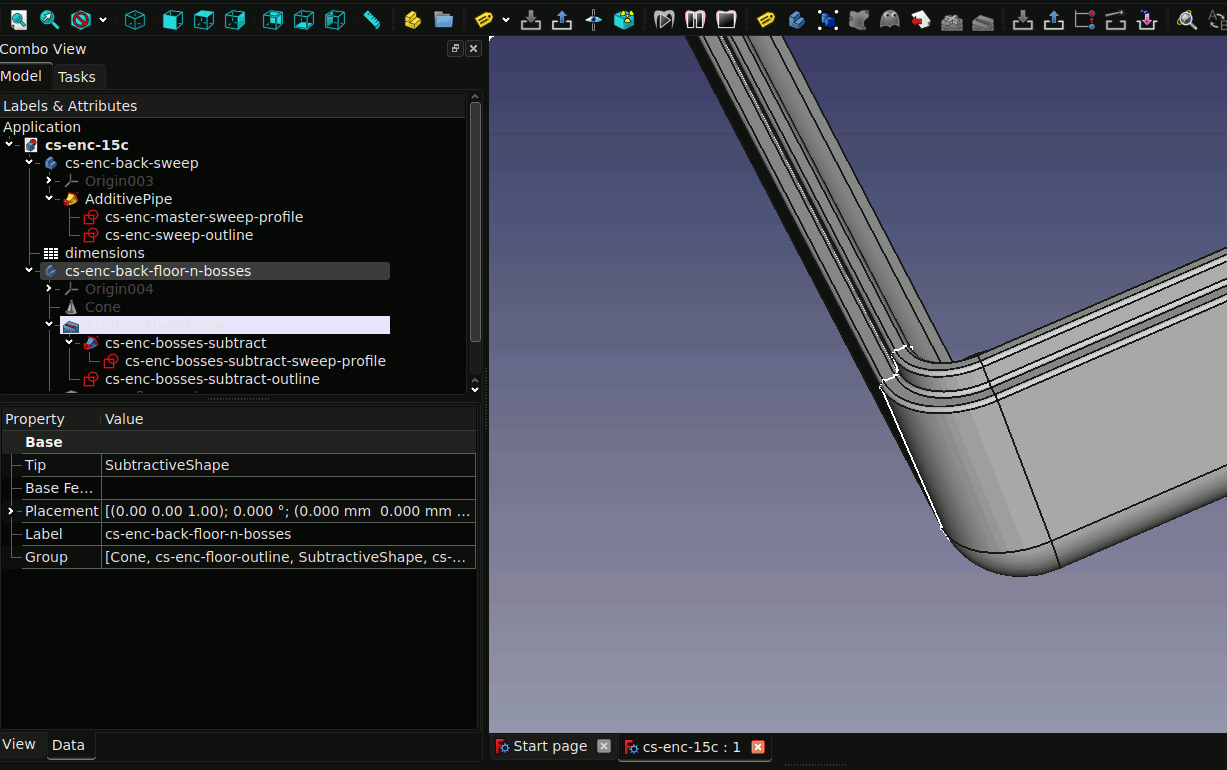 Combo View
Model Tasks
Labels & Attributes
Application
cs-enc-15c
cs-enc-back-sweep
Origin003
AdditivePipe
cs-enc-master-sweep-profile
cs-enc-sweep-outline
dimensions
cs-enc-back-floor-n-bosses
Origin004
Cone
cs-enc-bosses-subtract
cs-enc-bosses-subtract-sweep-profile
cs-enc-bosses-subtract-outline
Property Value
Base
Tip SubtractiveShape
Base Fe...
Placement [(0.00 0.00 1.00); 0.000 °; (0.000 mm 0.000 mm ...
Label cs-enc-back-floor-n-bosses
Group [Cone, cs-enc-floor-outline, SubtractiveShape, cs-...
View Data
Start page
cs-enc-15c : 1